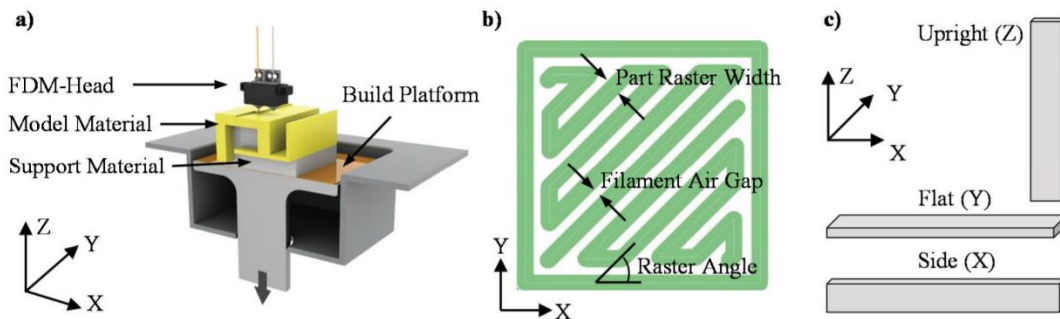 a)
FDM-Head
Model Material
Support Material
Build Platform
Z
Y
X
b)
Part Raster Width
Filament Air Gap
Raster Angle
Y
X
c)
Upright (Z)
Z
Y
X
Flat (Y)
Side (X)